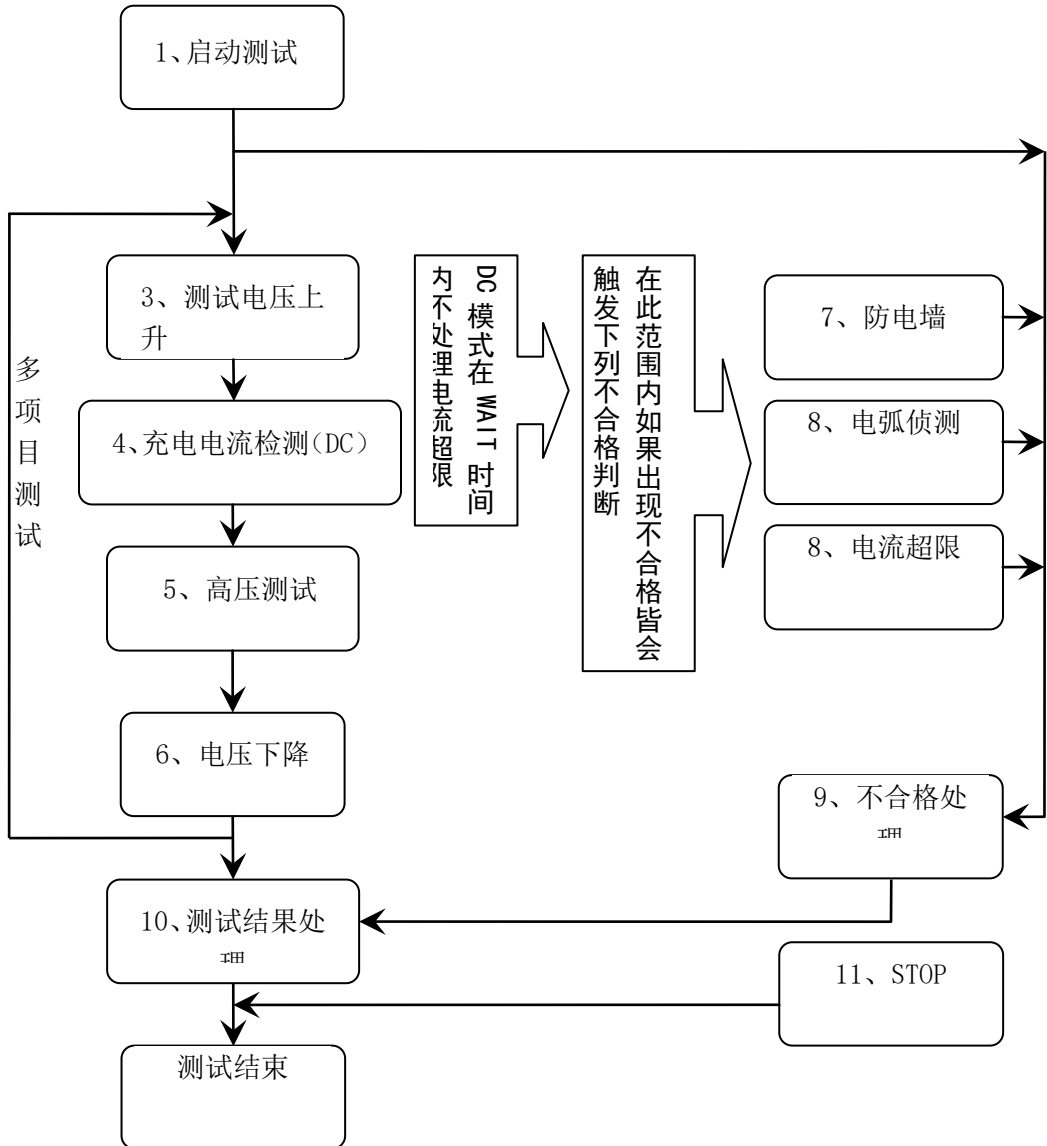 1、启动测试
3、测试电压上
升
4、充电电流检测(DC)
5、高压测试
6、电压下降
多项目测试
DC 模式在 WAIT 时间
内不处理电流超限
在此范围内如果出现不合格皆会
触发下列不合格判断
7、防电墙
8、电弧侦测
8、电流超限
9、不合格处
理
10、测试结果处
理
11、STOP
测试结束